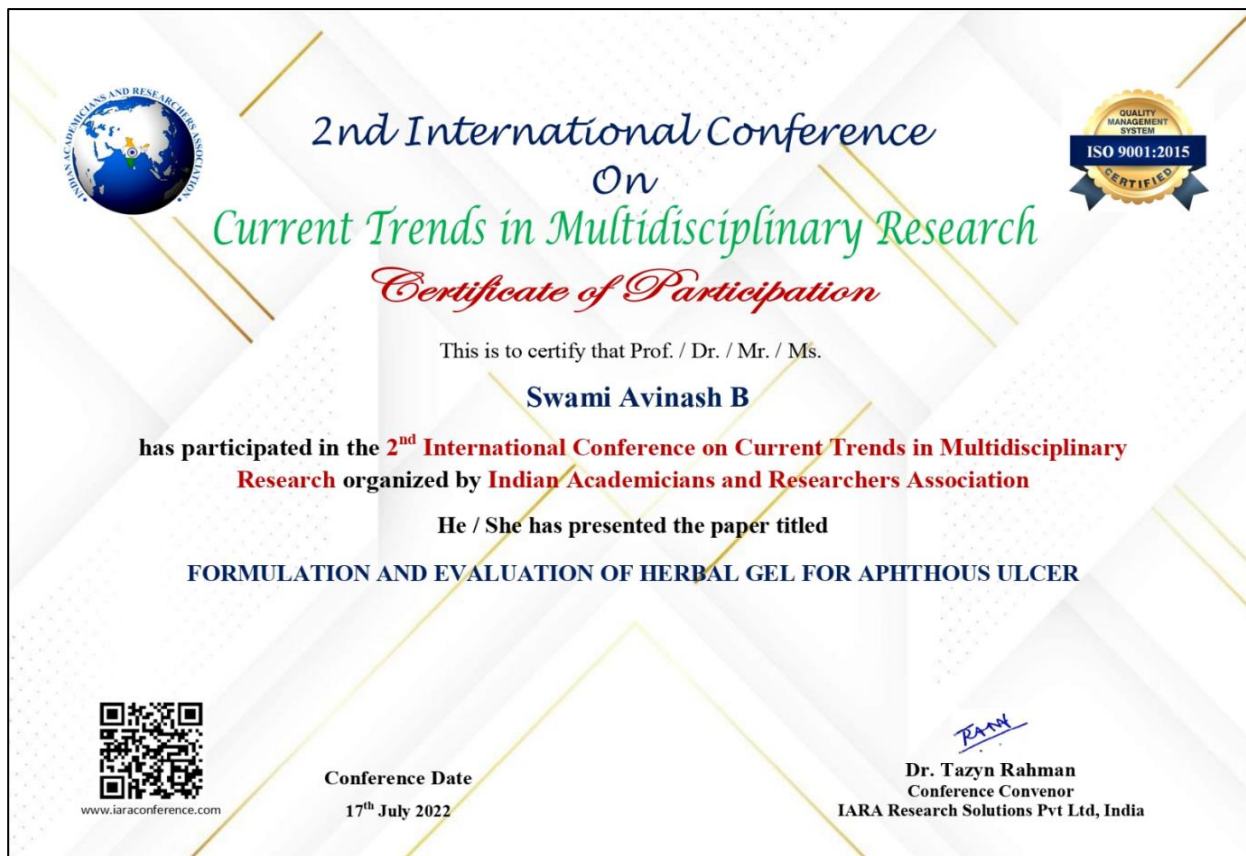 INDIAN ACADEMICIANS AND RESEARCHERS ASSOCIATION
QUALITY
MANAGEMENT
SYSTEM
ISO 9001:2015
CERTIFIED
2nd International Conference
On
Current Trends in Multidisciplinary Research
Certificate of Participation
This is to certify that Prof. / Dr. / Mr. / Ms.
Swami Avinash B
has participated in the 2nd International Conference on Current Trends in Multidisciplinary
Research organized by Indian Academicians and Researchers Association
He / She has presented the paper titled
FORMULATION AND EVALUATION OF HERBAL GEL FOR APHTHOUS ULCER
www.iaraconference.com
Conference Date
17th July 2022
Dr. Tazyn Rahman
Conference Convenor
IARA Research Solutions Pvt Ltd, India